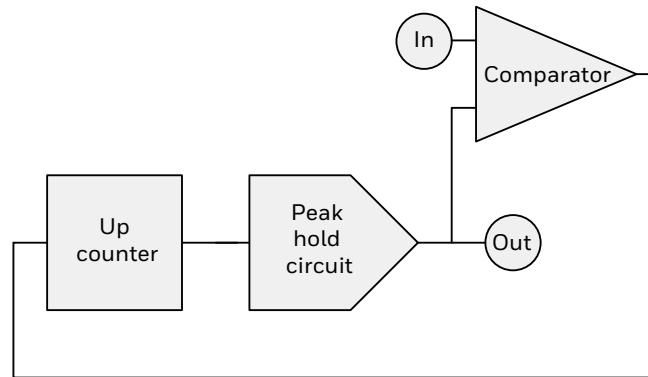 In
Comparator
Up
counter
Peak
hold
circuit
Out